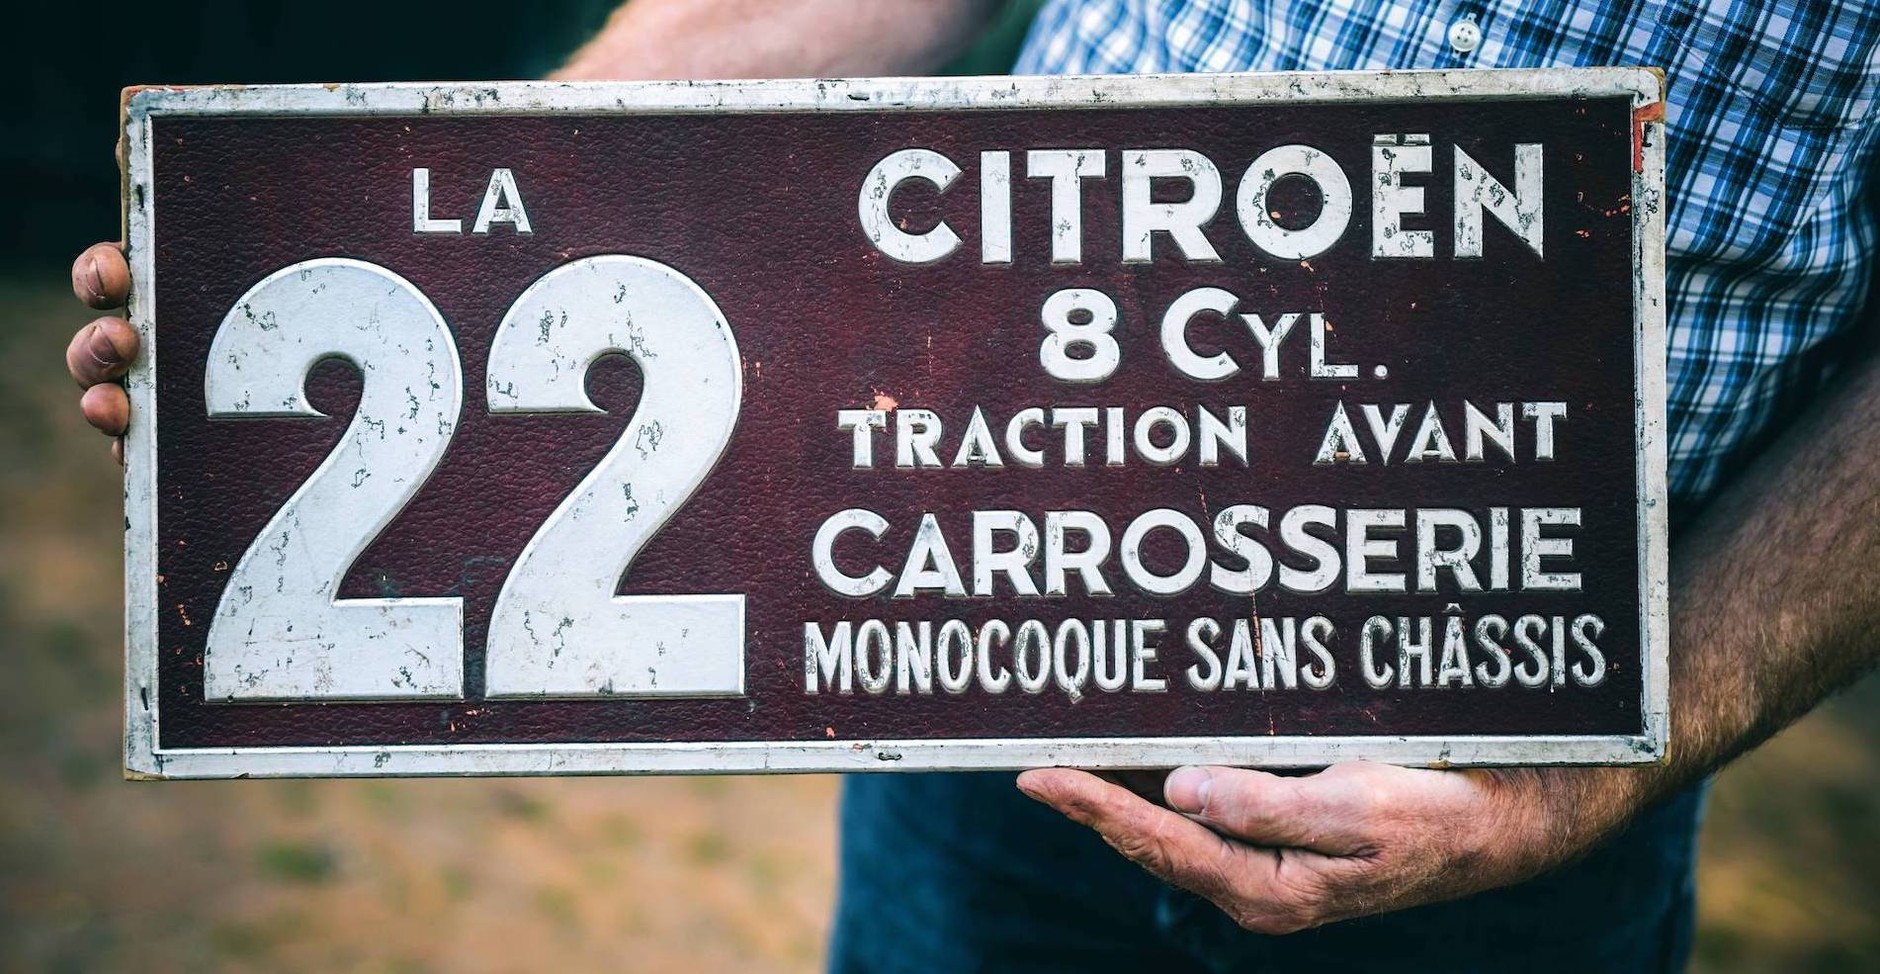 LA
22
CITROËN
8 CYL.
TRACTION AVANT
CARROSSERIE
MONOCOQUE SANS CHÂSSIS